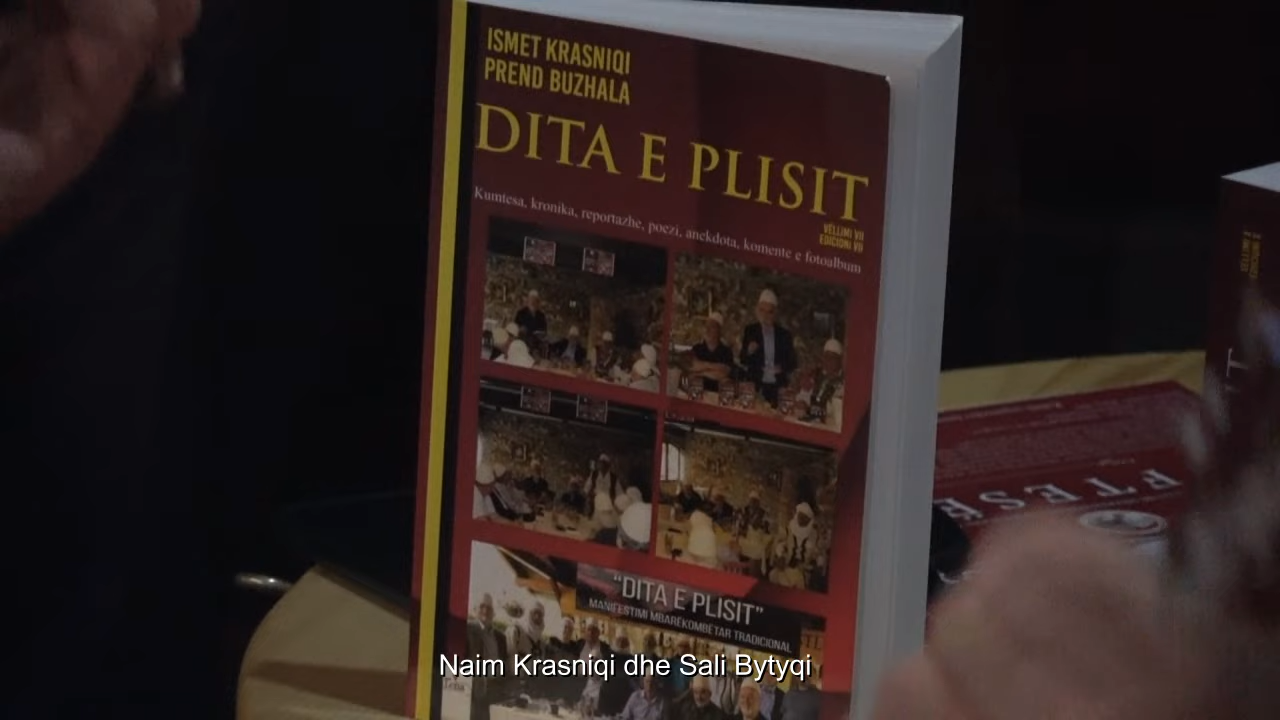 ISMET KRASNIQI
PREND BUZHALA
DITA E PLISIT
Kumtesa, kronika, reportazhe, poezi, anekdota, komente e fotoalbum
VËLLIMI VII
EDICIONI VII
"DITA E PLISIT"
MANIFESTIMI MBARËKOMBËTAR TRADICIONAL
Naim Krasniqi dhe Sali Bytyqi